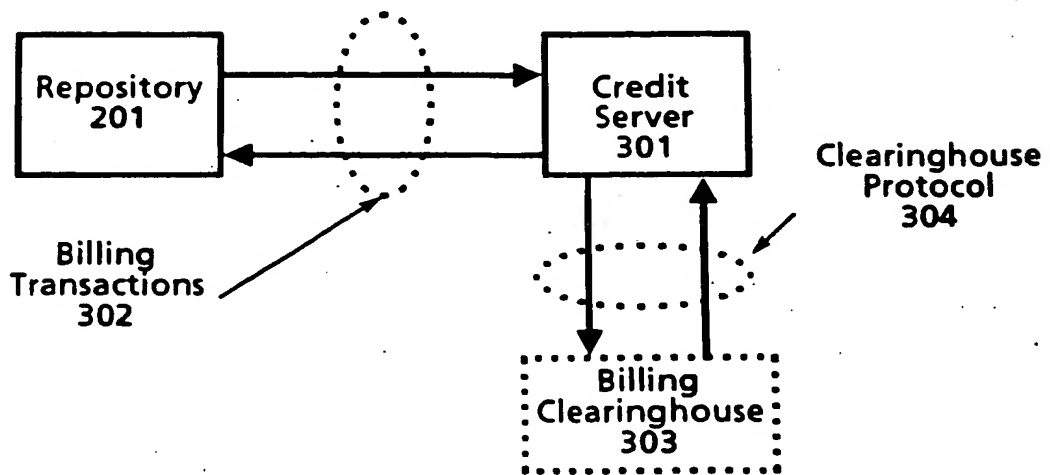 Repository
201
Credit
Server
301
Clearinghouse
Protocol
304
Billing
Transactions
302
Billing
Clearinghouse
303